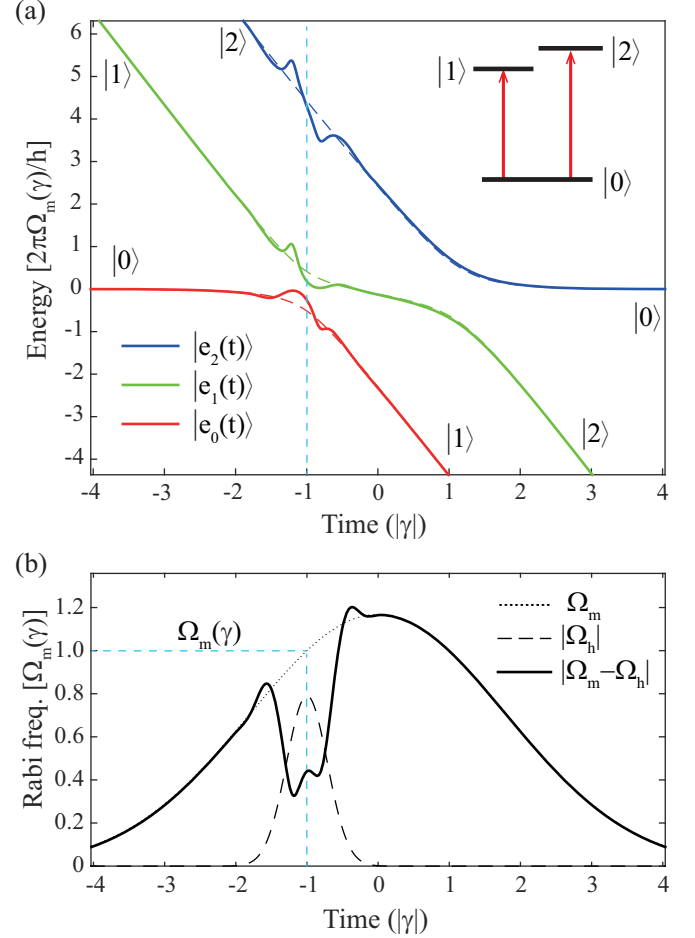 (a)
|2⟩
|1⟩
|0⟩
|1⟩
|2⟩
|0⟩
|0⟩
|1⟩
|2⟩
|e₂(t)⟩
|e₁(t)⟩
|e₀(t)⟩
Energy [2πΩₘ(γ)/h]
6
5
4
3
2
1
0
-1
-2
-3
-4
-4 -3 -2 -1 0 1 2 3 4
Time (|γ|)
(b)
Ωₘ(γ)
Ωₘ
|Ωₕ|
|Ωₘ−Ωₕ|
Rabi freq. [Ωₘ(γ)]
1.2
1.0
0.8
0.6
0.4
0.2
0
-4 -3 -2 -1 0 1 2 3 4
Time (|γ|)